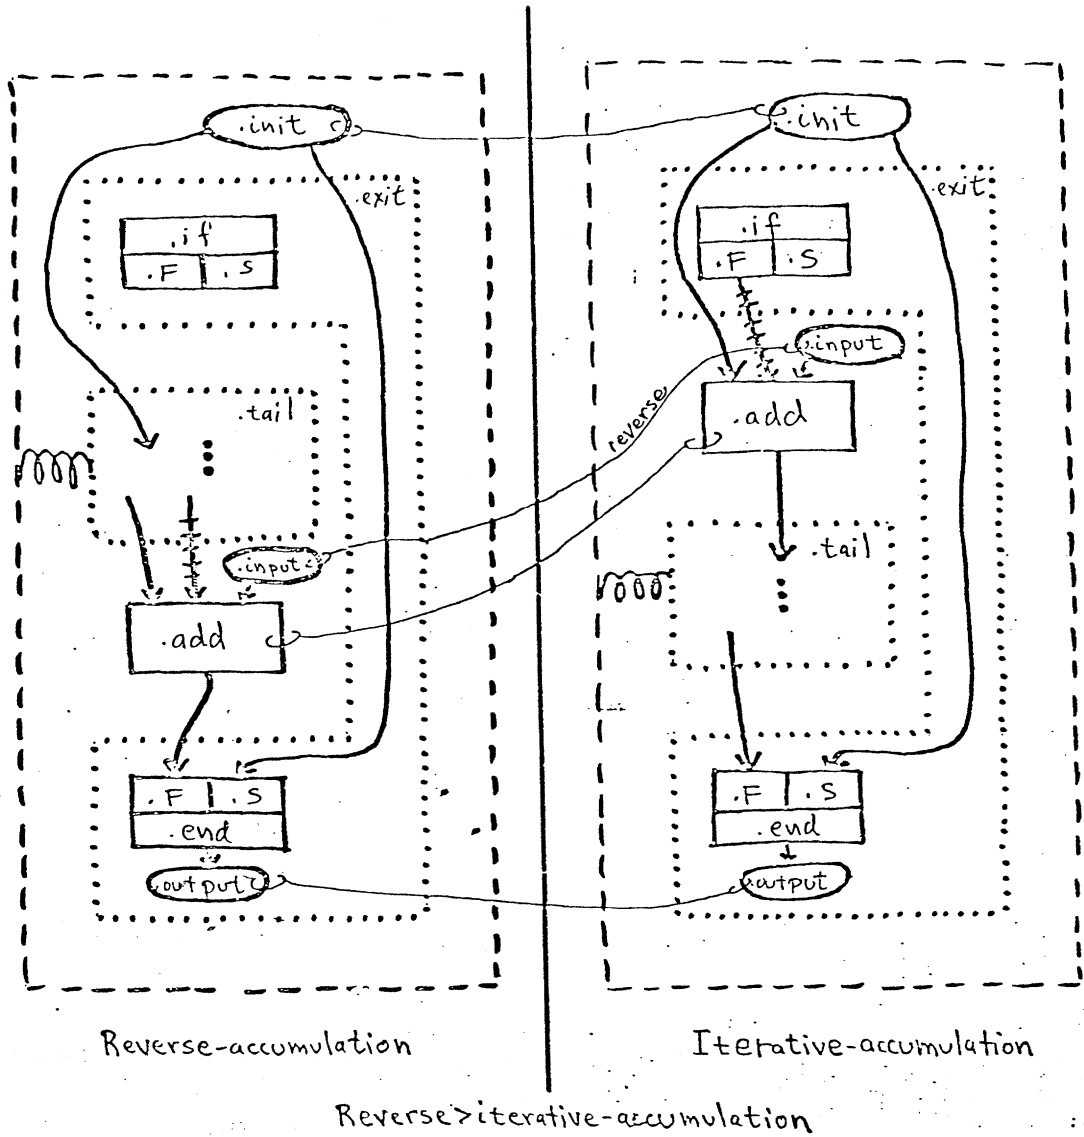 .init
.exit
.if
.F .S
.tail
.input
.add
.F .S
.end
output
Reverse-accumulation
reverse
.init
.exit
.if
.F .S
.input
.add
.tail
.F .S
.end
.output
Iterative-accumulation
Reverse>iterative-accumulation